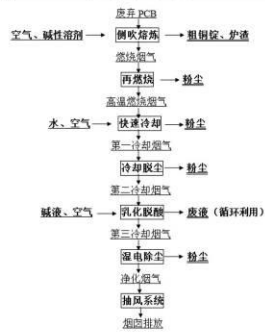 废弃PCB
空气、碱性溶剂 侧吹熔炼 粗铜锭、炉渣
燃烧烟气
再燃烧 粉尘
高温燃烧烟气
水、空气 快速冷却 粉尘
第一冷却烟气
冷却脱尘 粉尘
第二冷却烟气
碱液、空气 乳化脱酸 废液（循环利用）
第三冷却烟气
湿电除尘 粉尘
净化烟气
抽风系统
烟囱排放